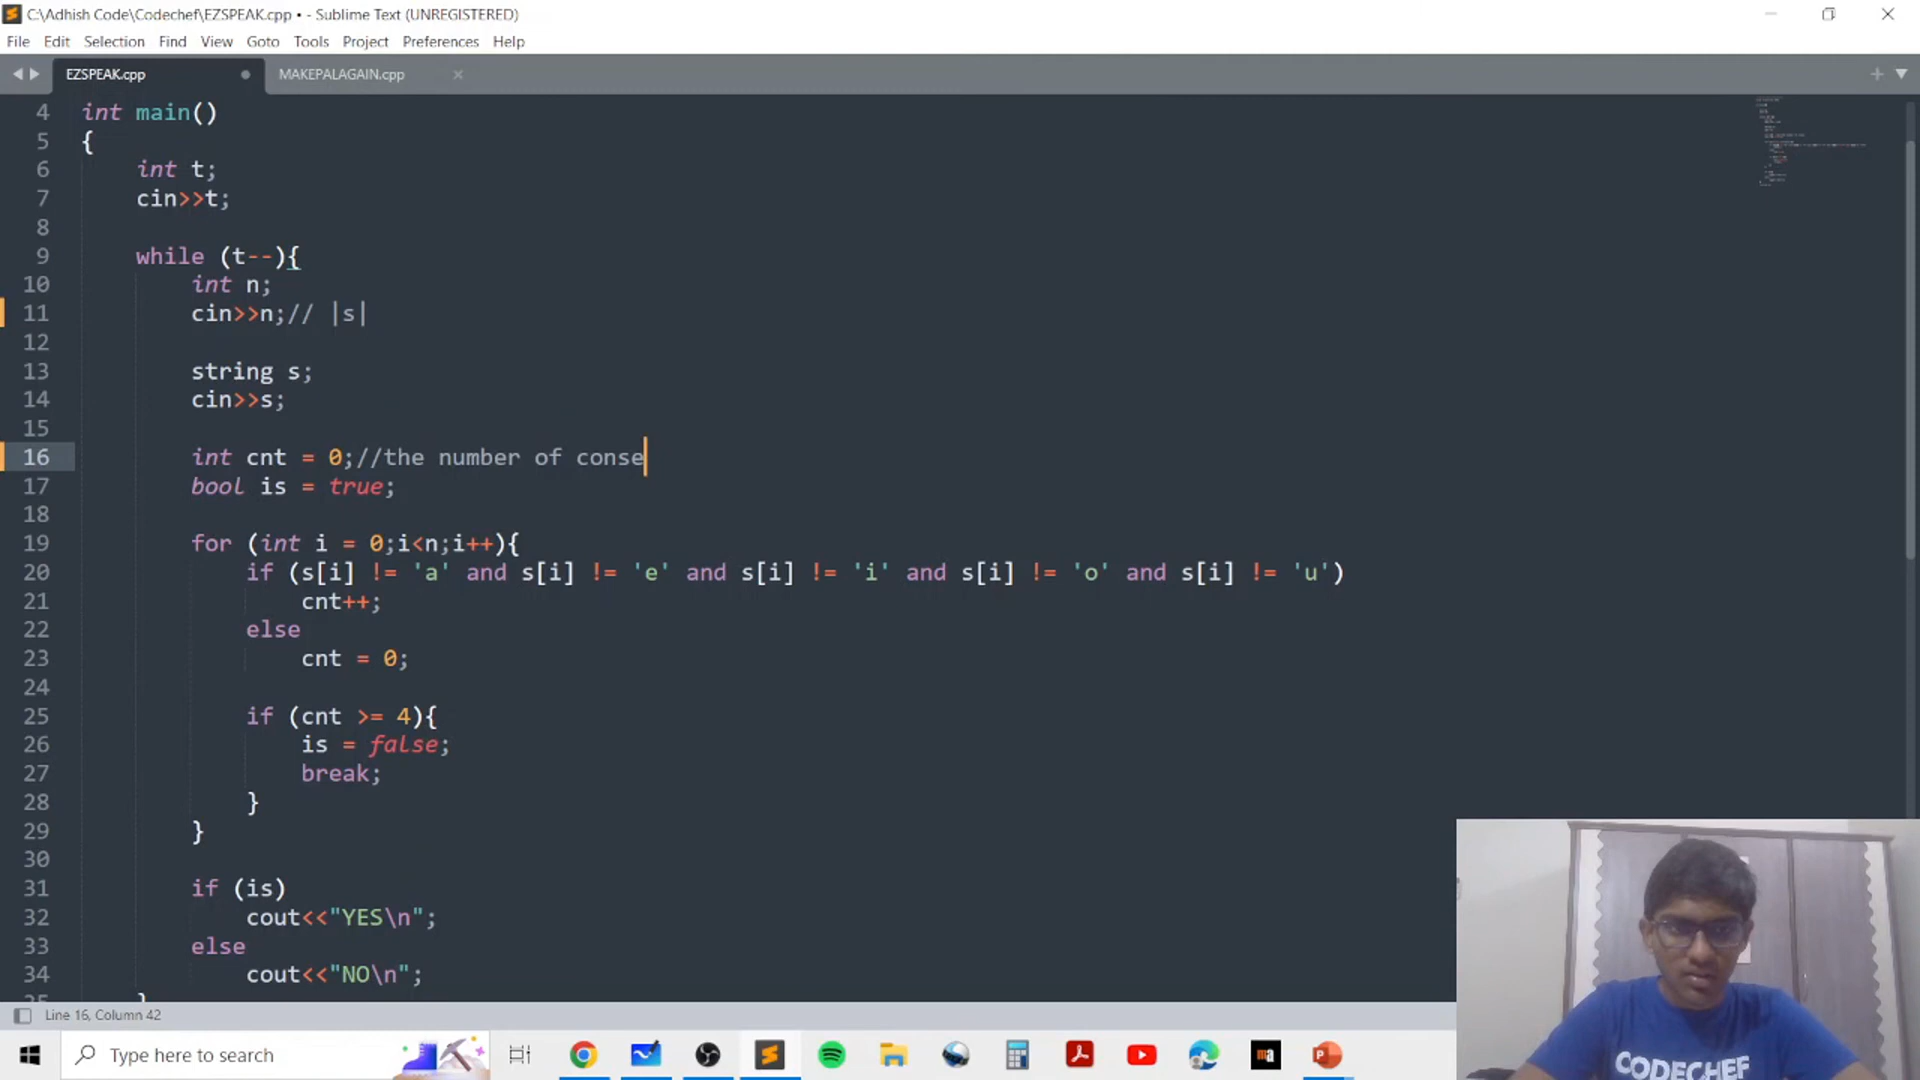 C:\Adhish Code\Codechef\EZSPEAK.cpp • - Sublime Text (UNREGISTERED)
File Edit Selection Find View Goto Tools Project Preferences Help
EZSPEAK.cpp MAKEPALAGAIN.cpp
4 int main()
5 {
6 int t;
7 cin>>t;
8
9 while (t--){
10 int n;
11 cin>>n;// |s|
12
13 string s;
14 cin>>s;
15
16 int cnt = 0;//the number of conse
17 bool is = true;
18
19 for (int i = 0;i<n;i++){
20 if (s[i] != 'a' and s[i] != 'e' and s[i] != 'i' and s[i] != 'o' and s[i] != 'u')
21 cnt++;
22 else
23 cnt = 0;
24
25 if (cnt >= 4){
26 is = false;
27 break;
28 }
29 }
30
31 if (is)
32 cout<<"YES\n";
33 else
34 cout<<"NO\n";
35 }
Line 16, Column 42
Type here to search
ma
CODECHEF